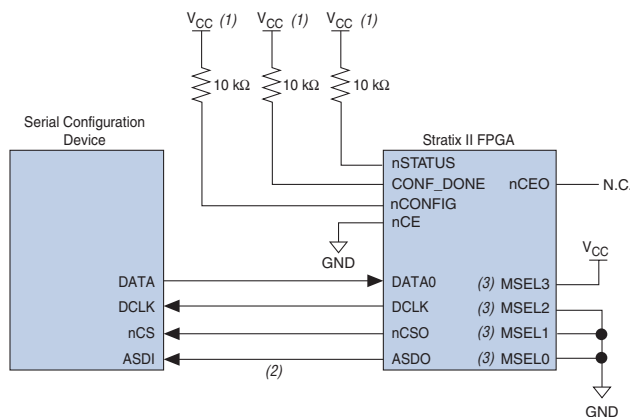 VCC (1) VCC (1) VCC (1)
10 kΩ 10 kΩ 10 kΩ
Serial Configuration
Device
Stratix II FPGA
nSTATUS
CONF_DONE nCEO N.C.
nCONFIG
nCE
GND
VCC
DATA DATA0 (3) MSEL3
DCLK DCLK (3) MSEL2
nCS nCSO (3) MSEL1
ASDI (2) ASDO (3) MSEL0
GND